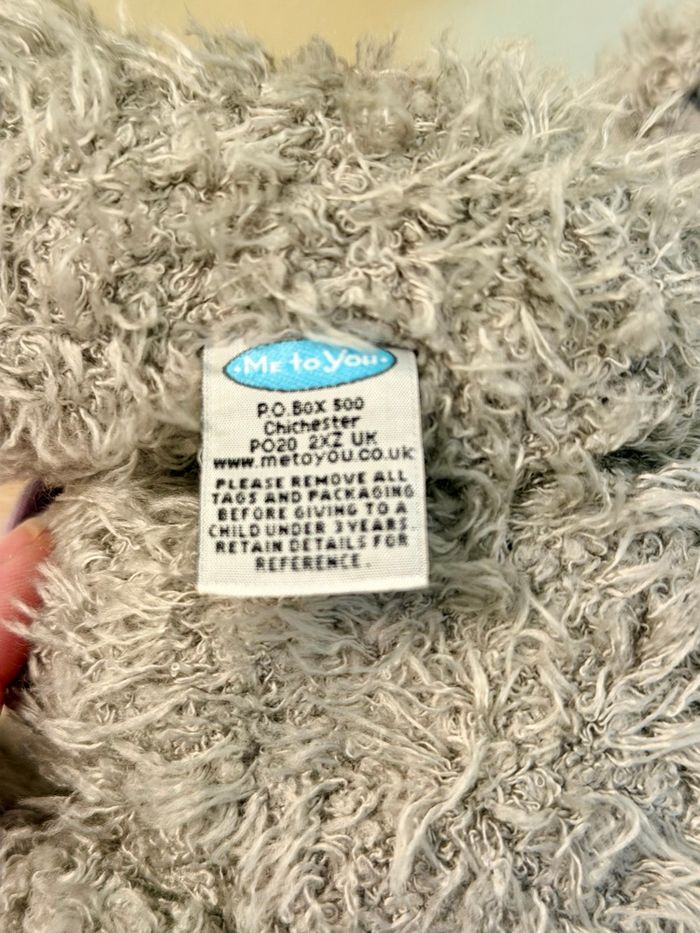 ·Me to You·
P.O.BOX 500
Chichester
PO20 2XZ UK
www.metoyou.co.uk
PLEASE REMOVE ALL
TAGS AND PACKAGING
BEFORE GIVING TO A
CHILD UNDER 3 YEARS.
RETAIN DETAILS FOR
REFERENCE.